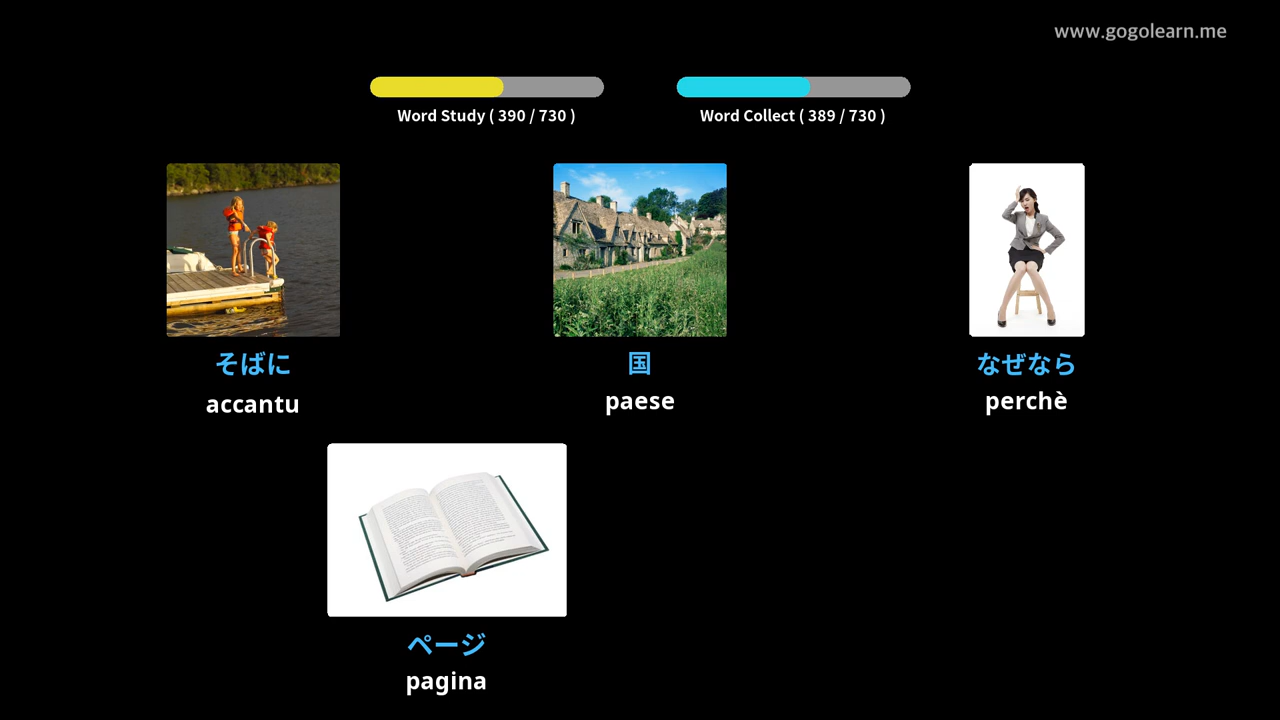 www.gogolearn.me
Word Study ( 390 / 730 )
Word Collect ( 389 / 730 )
そばに
accantu
国
paese
なぜなら
perchè
ページ
pagina